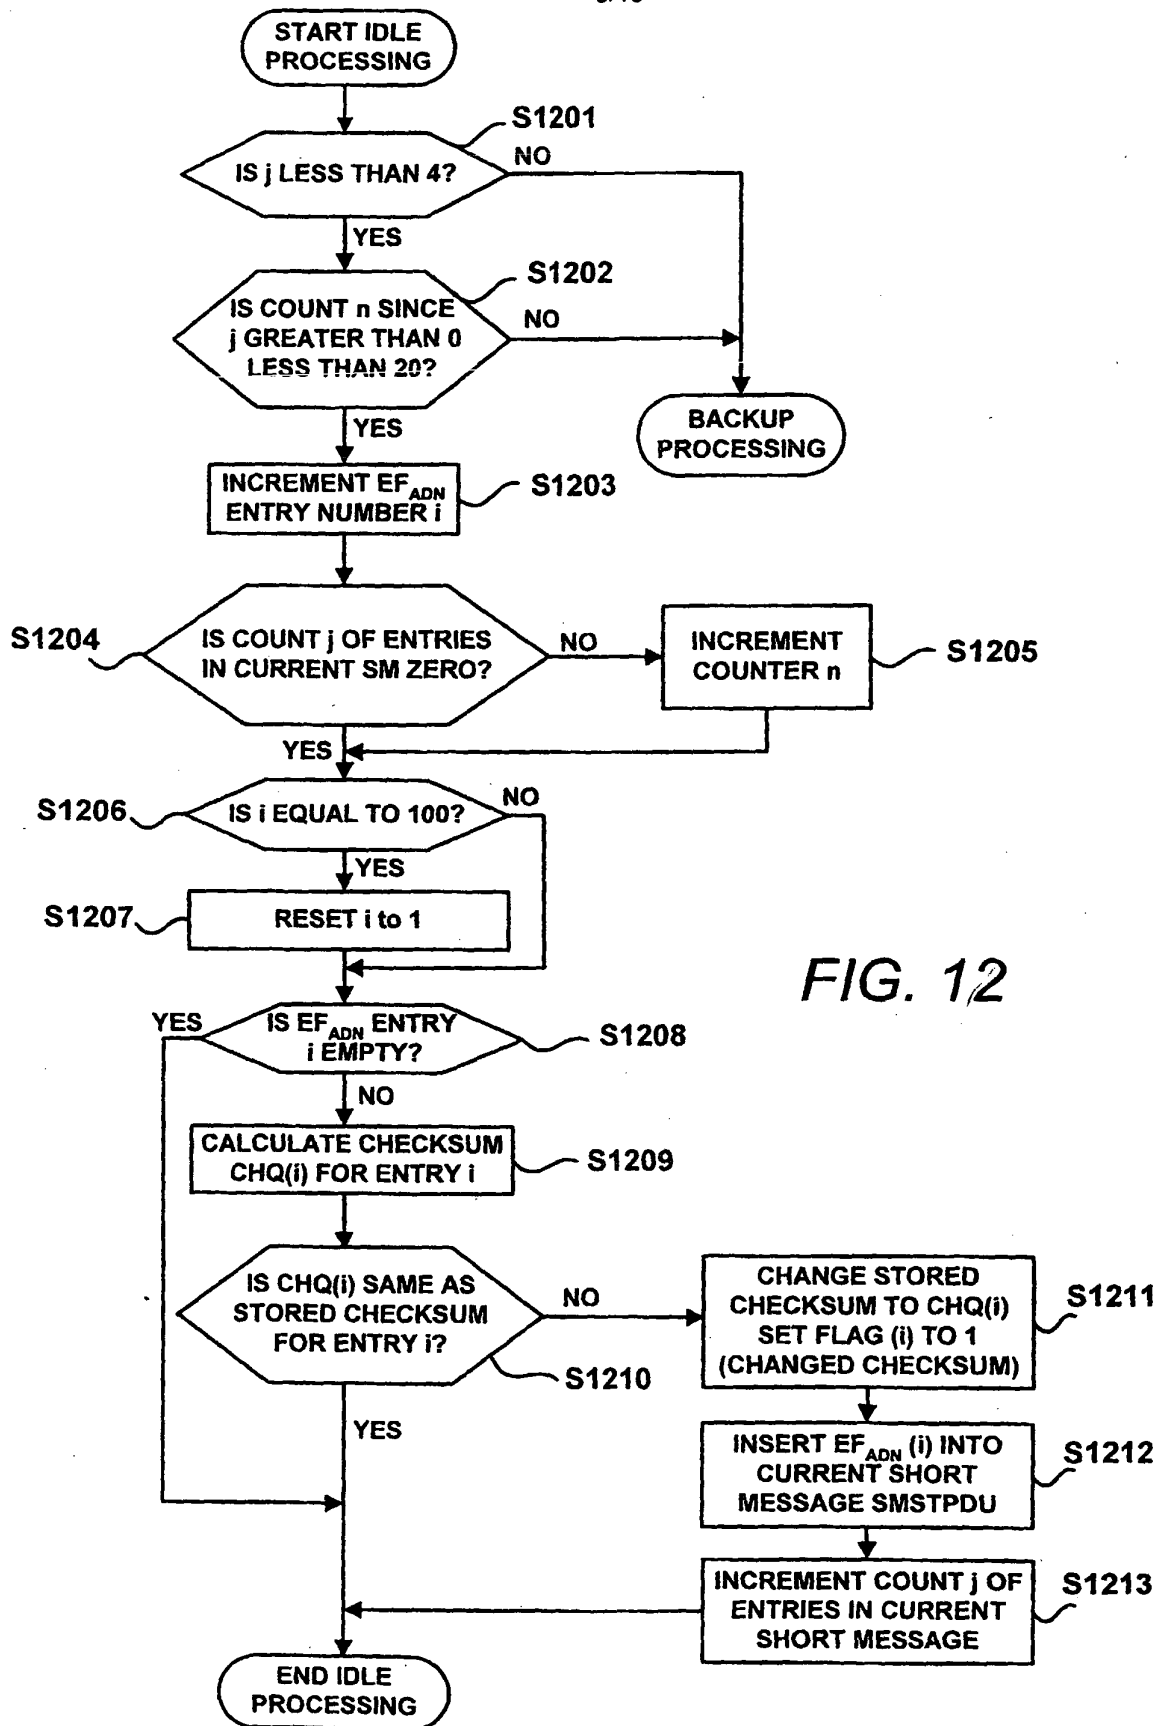 START IDLE
PROCESSING
S1201
IS j LESS THAN 4?
NO
YES
S1202
IS COUNT n SINCE
j GREATER THAN 0
LESS THAN 20?
NO
YES
BACKUP
PROCESSING
INCREMENT EF_ADN
ENTRY NUMBER i
S1203
S1204
IS COUNT j OF ENTRIES
IN CURRENT SM ZERO?
NO
INCREMENT
COUNTER n
S1205
YES
S1206
IS i EQUAL TO 100?
NO
YES
S1207
RESET i to 1
FIG. 12
YES
IS EF_ADN ENTRY
i EMPTY?
S1208
NO
CALCULATE CHECKSUM
CHQ(i) FOR ENTRY i
S1209
IS CHQ(i) SAME AS
STORED CHECKSUM
FOR ENTRY i?
NO
S1210
YES
CHANGE STORED
CHECKSUM TO CHQ(i)
SET FLAG (i) TO 1
(CHANGED CHECKSUM)
S1211
INSERT EF_ADN (i) INTO
CURRENT SHORT
MESSAGE SMSTPDU
S1212
INCREMENT COUNT j OF
ENTRIES IN CURRENT
SHORT MESSAGE
S1213
END IDLE
PROCESSING